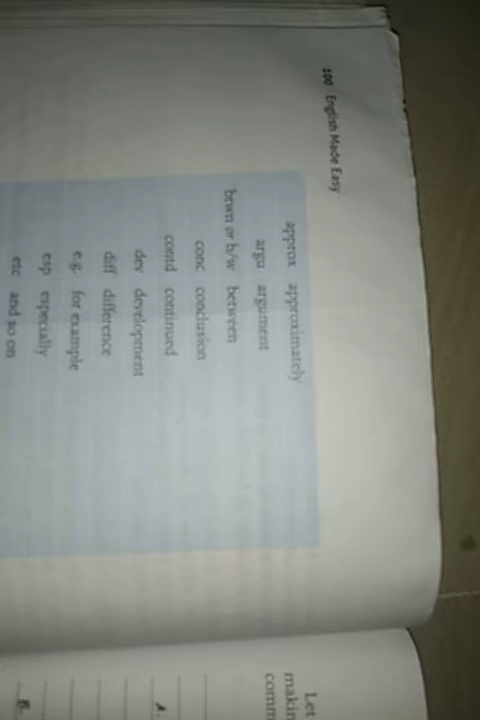 100 English Made Easy
approx approximately
argu argument
btwn or b/w between
conc conclusion
contd continued
dev development
diff difference
e.g. for example
esp especially
etc and so on
Let
makin
comm
A.
B.